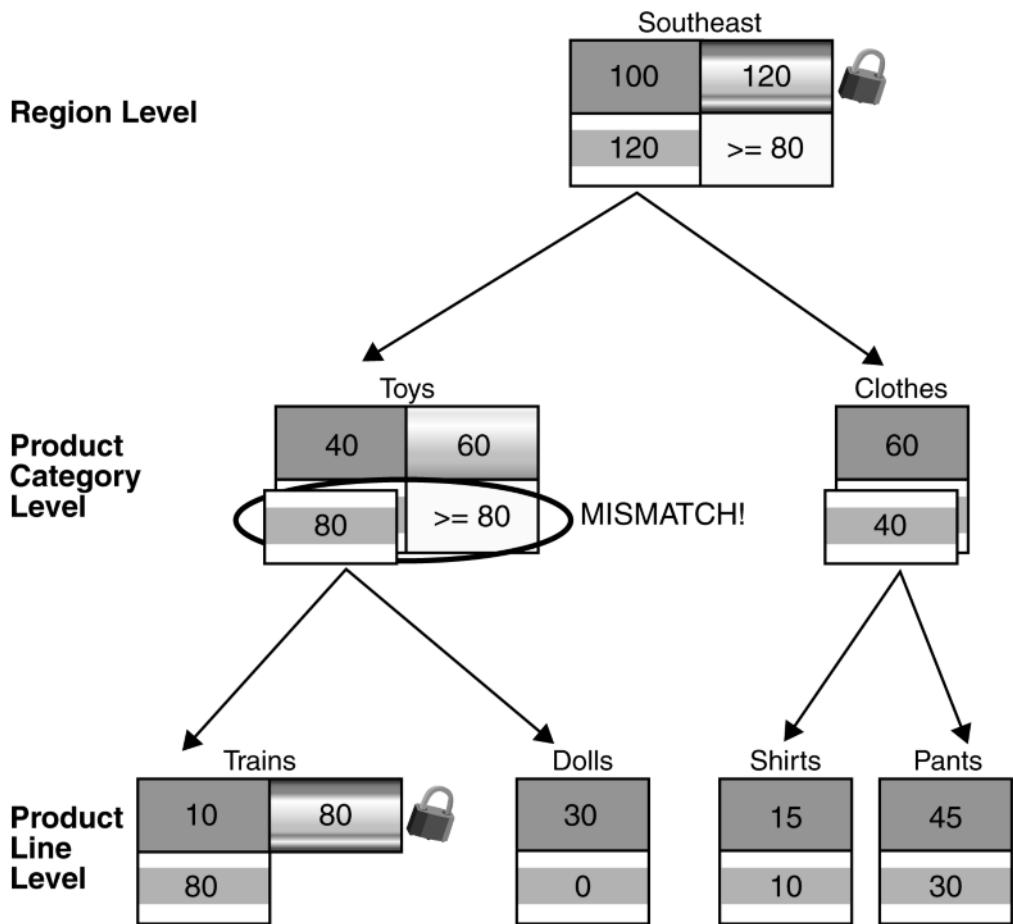 Southeast
100 120
Region Level
120 >= 80
Toys Clothes
Product
Category
Level
40 60 60
80 >= 80 MISMATCH! 40
Trains Dolls Shirts Pants
Product
Line
Level
10 80 30 15 45
80 0 10 30